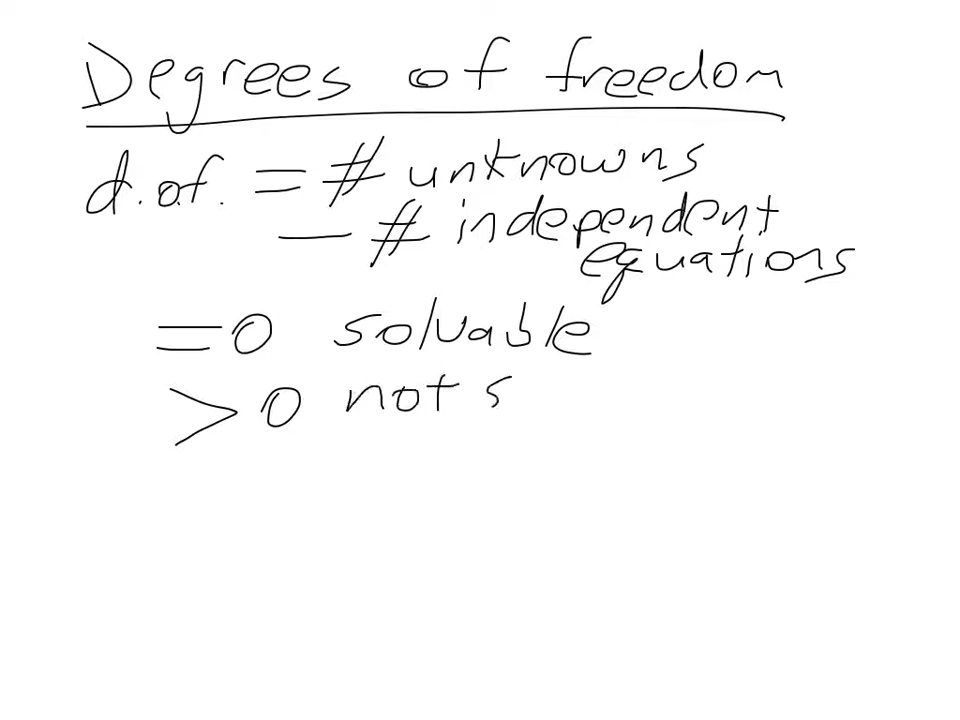 Degrees of freedom
d.o.f. = # unknowns
- # independent
equations
=0 solvable
>0 not s